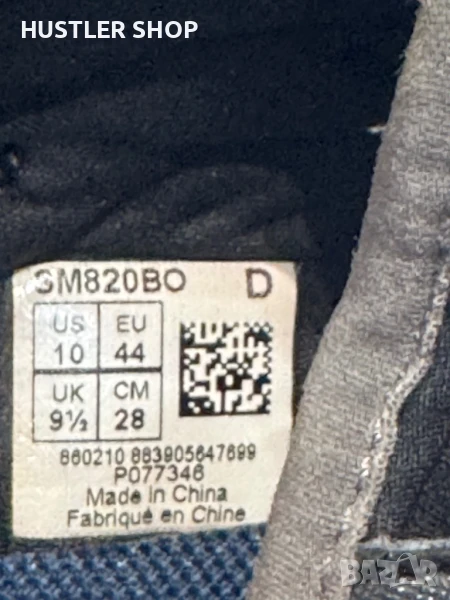 HUSTLER SHOP
SM820BO D
US 10 EU 44
UK 9½ CM 28
860210 883905647699
P077346
Made in China
Fabriqué en Chine
BAZAR